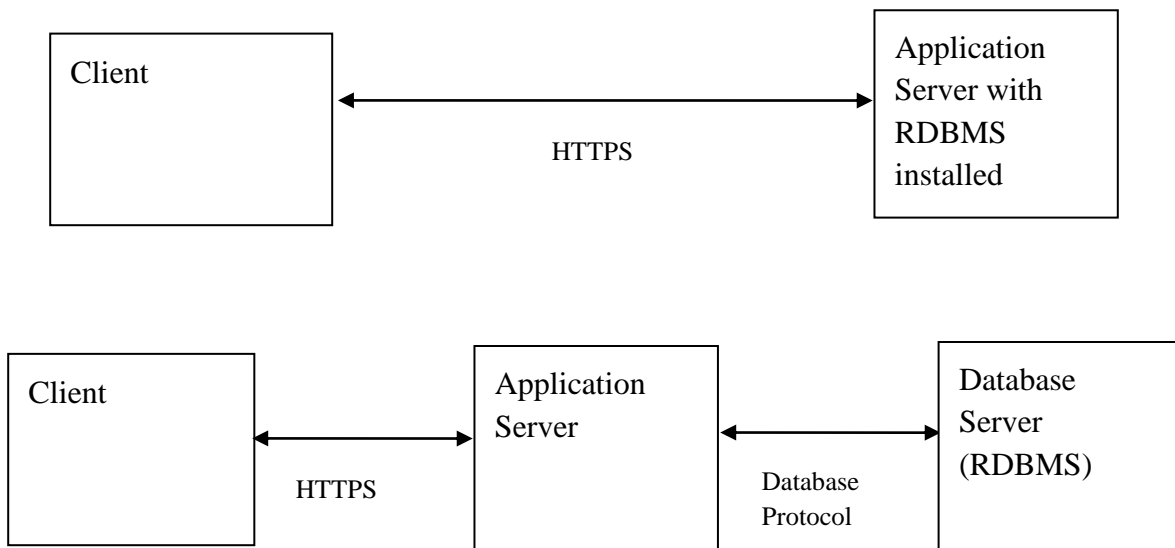 Client
Application
Server with
RDBMS
installed
HTTPS
Client
Application
Server
Database
Server
(RDBMS)
HTTPS
Database
Protocol